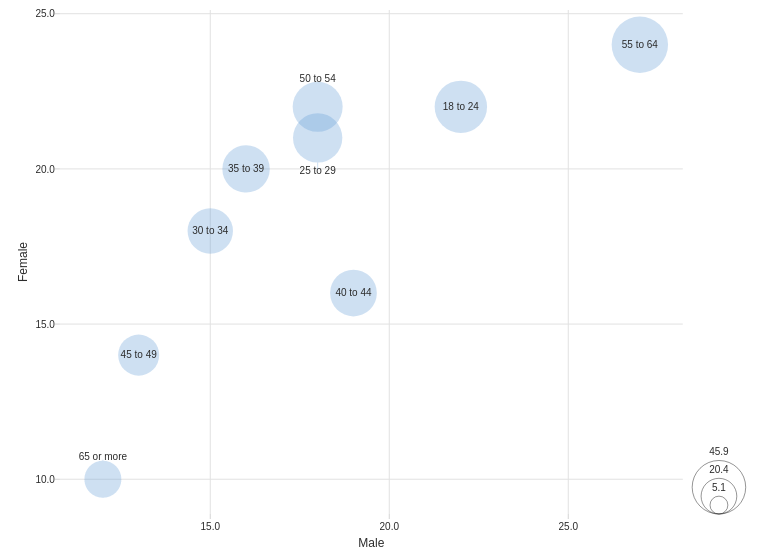 25.0
55 to 64
50 to 54
18 to 24
35 to 39
20.0
25 to 29
30 to 34
Female
40 to 44
15.0
45 to 49
65 or more
45.9
20.4
10.0
5.1
15.0
20.0
25.0
Male